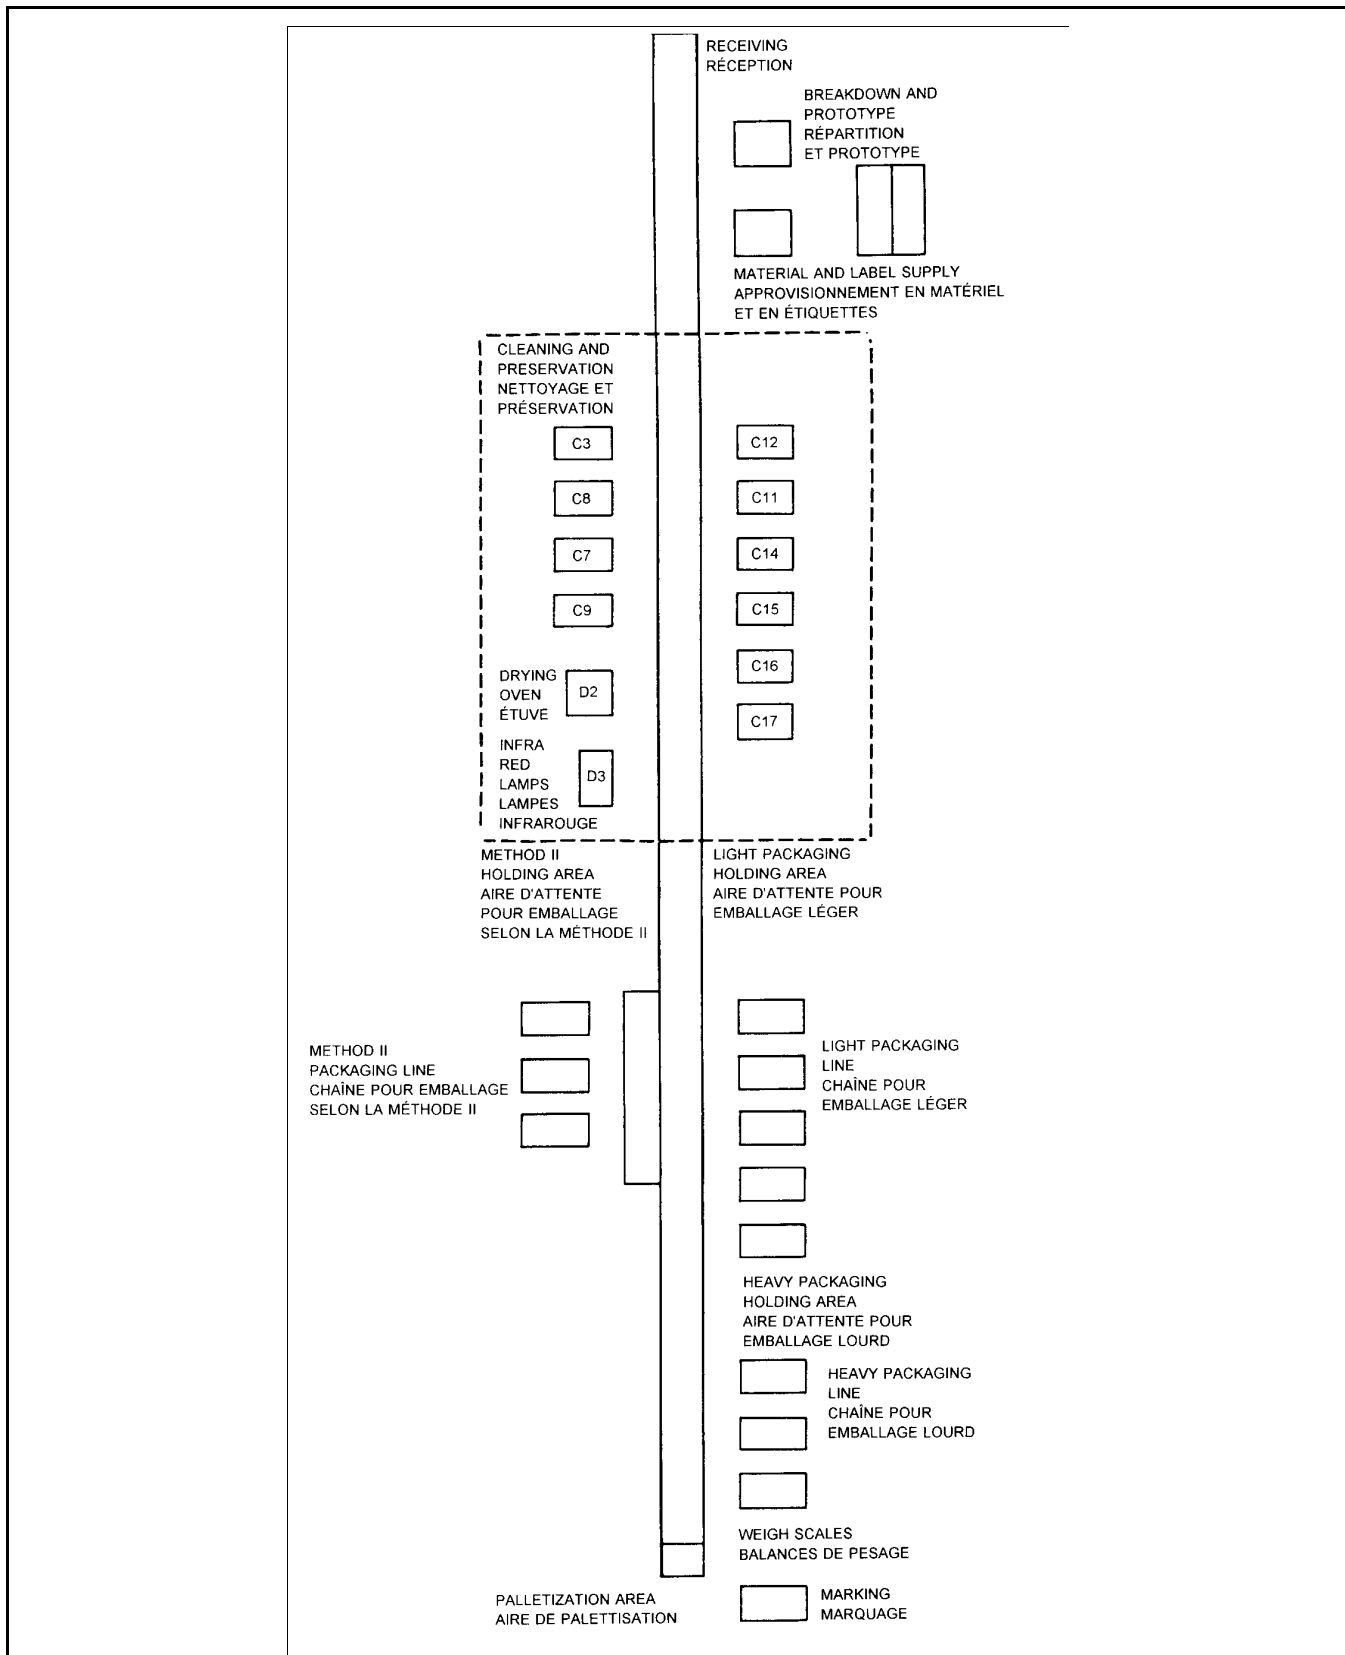 RECEIVING
RÉCEPTION
BREAKDOWN AND
PROTOTYPE
RÉPARTITION
ET PROTOTYPE
MATERIAL AND LABEL SUPPLY
APPROVISIONNEMENT EN MATÉRIEL
ET EN ÉTIQUETTES
CLEANING AND
PRESERVATION
NETTOYAGE ET
PRÉSERVATION
C3
C8
C7
C9
DRYING
OVEN
ÉTUVE
D2
INFRA
RED
LAMPS
LAMPES
INFRAROUGE
D3
C12
C11
C14
C15
C16
C17
METHOD II
HOLDING AREA
AIRE D'ATTENTE
POUR EMBALLAGE
SELON LA MÉTHODE II
LIGHT PACKAGING
HOLDING AREA
AIRE D'ATTENTE POUR
EMBALLAGE LÉGER
METHOD II
PACKAGING LINE
CHAÎNE POUR EMBALLAGE
SELON LA MÉTHODE II
LIGHT PACKAGING
LINE
CHAÎNE POUR
EMBALLAGE LÉGER
HEAVY PACKAGING
HOLDING AREA
AIRE D'ATTENTE POUR
EMBALLAGE LOURD
HEAVY PACKAGING
LINE
CHAÎNE POUR
EMBALLAGE LOURD
WEIGH SCALES
BALANCES DE PESAGE
PALLETIZATION AREA
AIRE DE PALETTISATION
MARKING
MARQUAGE